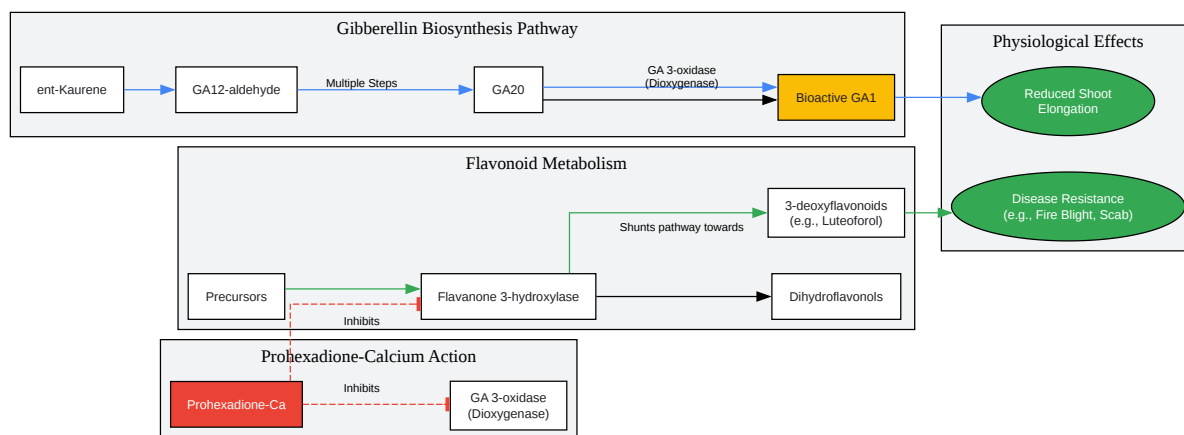 Gibberellin Biosynthesis Pathway
ent-Kaurene
GA12-aldehyde
Multiple Steps
GA20
GA 3-oxidase
(Dioxygenase)
Bioactive GA1
Physiological Effects
Reduced Shoot
Elongation
Disease Resistance
(e.g., Fire Blight, Scab)
Flavonoid Metabolism
3-deoxyflavonoids
(e.g., Luteoforol)
Shunts pathway towards
Precursors
Flavanone 3-hydroxylase
Dihydroflavonols
Inhibits
Prohexadione-Calcium Action
Prohexadione-Ca
Inhibits
GA 3-oxidase
(Dioxygenase)